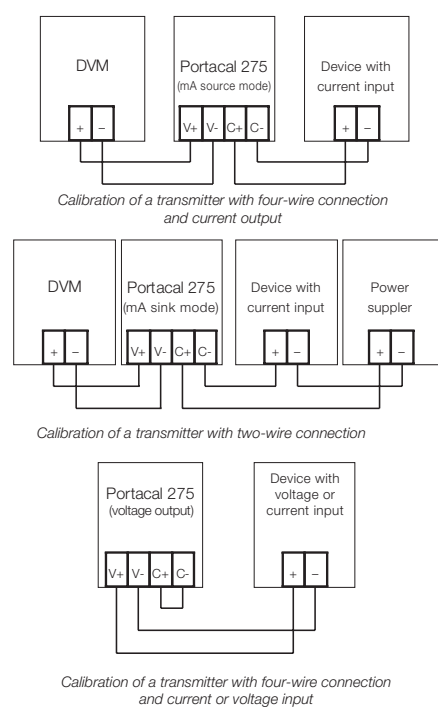 DVM
Portacal 275
(mA source mode)
Device with
current input
+ –
V+ V- C+ C-
+ –
Calibration of a transmitter with four-wire connection
and current output
DVM
Portacal 275
(mA sink mode)
Device with
current input
Power
suppler
+ –
V+ V- C+ C-
+ –
+ –
Calibration of a transmitter with two-wire connection
Portacal 275
(voltage output)
Device with
voltage or
current input
V+ V- C+ C-
+ –
Calibration of a transmitter with four-wire connection
and current or voltage input